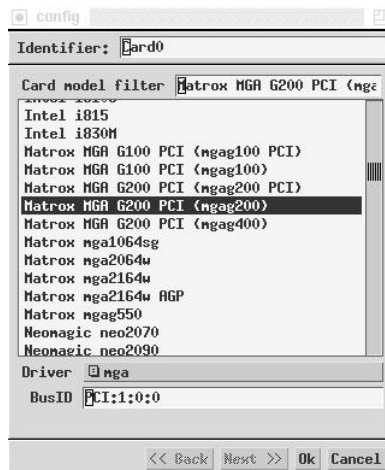 config
Identifier: Card0
Card model filter Matrox MGA G200 PCI (mga
Intel i815
Intel i830M
Matrox MGA G100 PCI (mgag100 PCI)
Matrox MGA G100 PCI (mgag100)
Matrox MGA G200 PCI (mgag200 PCI)
Matrox MGA G200 PCI (mgag200)
Matrox MGA G200 PCI (mgag400)
Matrox mga1064sg
Matrox mga2064w
Matrox mga2164w
Matrox mga2164w AGP
Matrox mgag550
Neomagic neo2070
Neomagic neo2090
Driver mga
BusID PCI:1:0:0
<< Back Next >> Ok Cancel